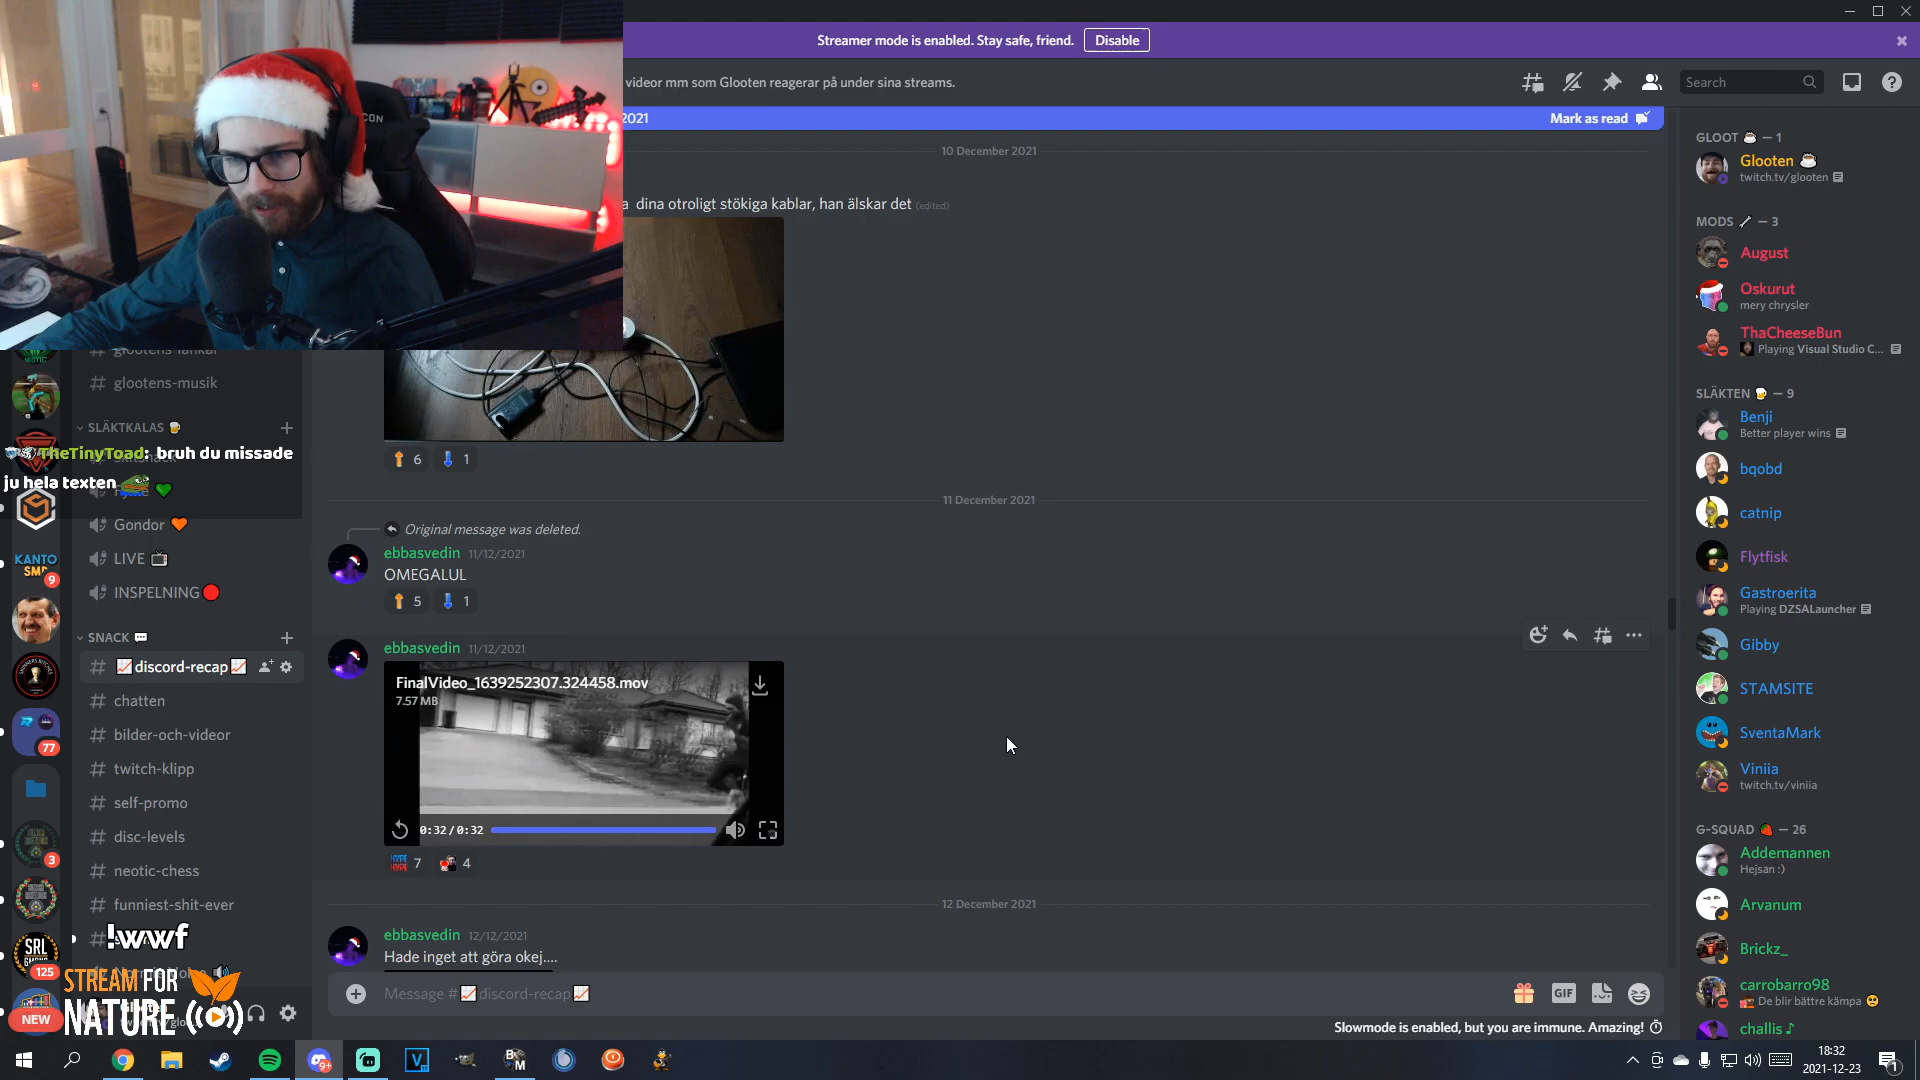 Streamer mode is enabled. Stay safe, friend.
Disable
videor mm som Glooten reagerar på under sina streams.
Search
2021
Mark as read
10 December 2021
dina otroligt stökiga kablar, han älskar det (edited)
6 1
11 December 2021
Original message was deleted.
ebbasvedin 11/12/2021
OMEGALUL
5 1
ebbasvedin 11/12/2021
FinalVideo_1639252307.324458.mov
7.57 MB
0:32/0:32
7 4
12 December 2021
ebbasvedin 12/12/2021
Hade inget att göra okej....
Message #discord-recap
GIF
Slowmode is enabled, but you are immune. Amazing!
# glootens-musik
SLÄKTKALAS
TheTinyToad: bruh du missade
ju hela texten
Gondor
LIVE
INSPELNING
SNACK
# discord-recap
# chatten
# bilder-och-videor
# twitch-klipp
# self-promo
# disc-levels
# neotic-chess
# funniest-shit-ever
!wwf
STREAM FOR
NATURE
KANTO
SMP
9
77
3
SRL
125
NEW
GLOOT — 1
Glooten
twitch.tv/glooten
MODS — 3
August
Oskurut
mery chrysler
ThaCheeseBun
Playing Visual Studio C...
SLÄKTEN — 9
Benji
Better player wins
bqobd
catnip
Flytfisk
Gastroerita
Playing DZSALauncher
Gibby
STAMSITE
SventaMark
Viniia
twitch.tv/viniia
G-SQUAD — 26
Addemannen
Hejsan :)
Arvanum
Brickz_
carrobarro98
De blir bättre kämpa
challis♪
9+
18:32
2021-12-23
1